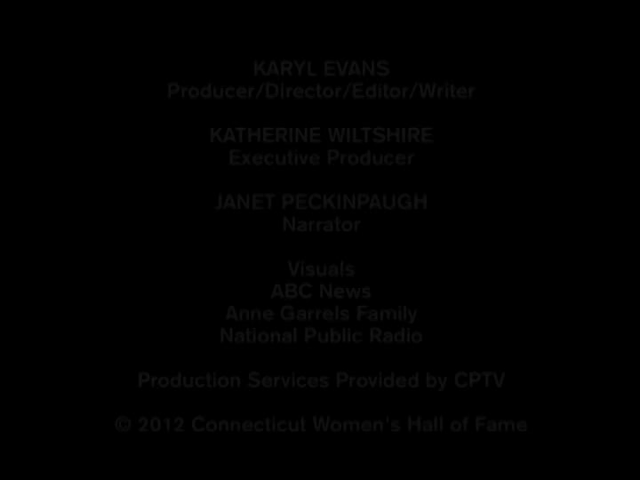 KARYL EVANS
Producer/Director/Editor/Writer
KATHERINE WILTSHIRE
Executive Producer
JANET PECKINPAUGH
Narrator
Visuals
ABC News
Anne Garrels Family
National Public Radio
Production Services Provided by CPTV
© 2012 Connecticut Women's Hall of Fame